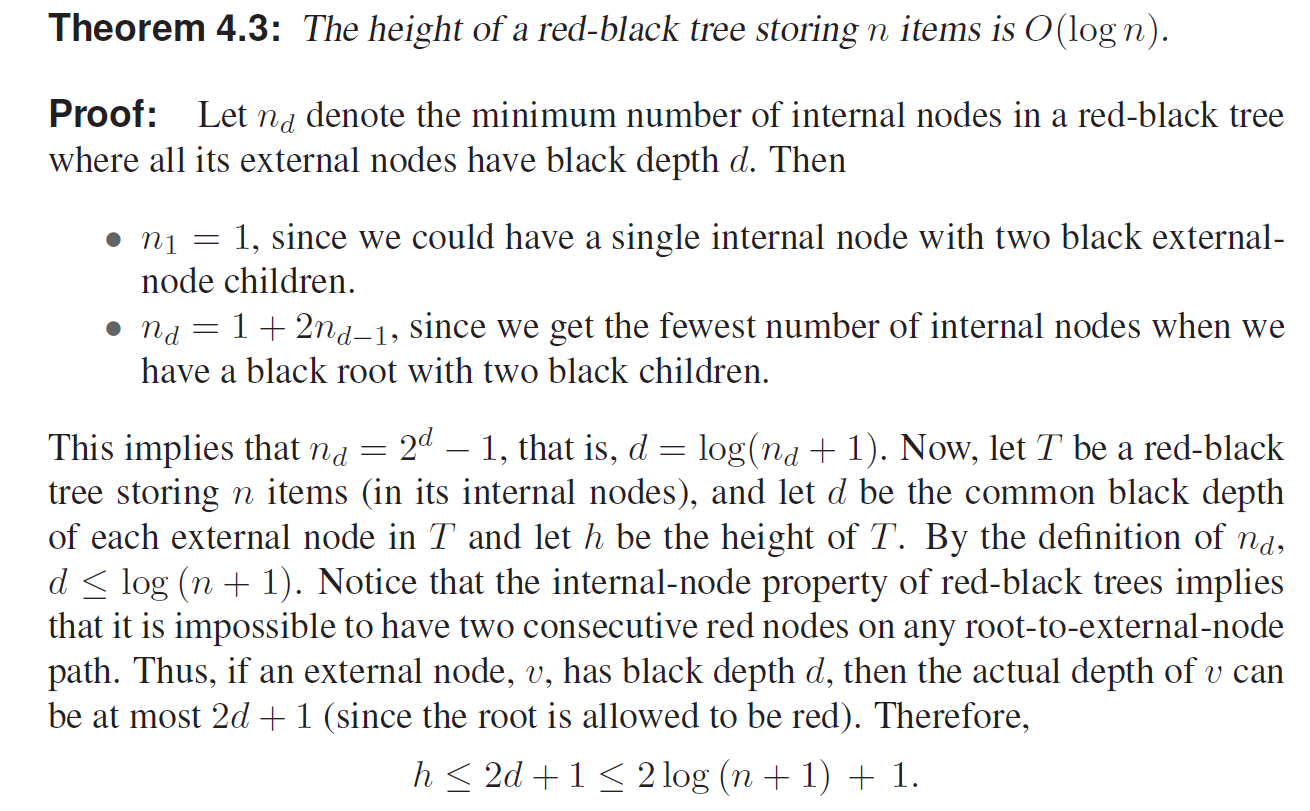 Theorem 4.3: The height of a red-black tree storing n items is O(log n).
Proof: Let n_d denote the minimum number of internal nodes in a red-black tree
where all its external nodes have black depth d. Then
• n₁ = 1, since we could have a single internal node with two black external-
node children.
• n_d = 1 + 2n_{d−1}, since we get the fewest number of internal nodes when we
have a black root with two black children.
This implies that n_d = 2^d − 1, that is, d = log(n_d + 1). Now, let T be a red-black
tree storing n items (in its internal nodes), and let d be the common black depth
of each external node in T and let h be the height of T. By the definition of n_d,
d ≤ log (n + 1). Notice that the internal-node property of red-black trees implies
that it is impossible to have two consecutive red nodes on any root-to-external-node
path. Thus, if an external node, v, has black depth d, then the actual depth of v can
be at most 2d + 1 (since the root is allowed to be red). Therefore,
h ≤ 2d + 1 ≤ 2 log (n + 1) + 1.